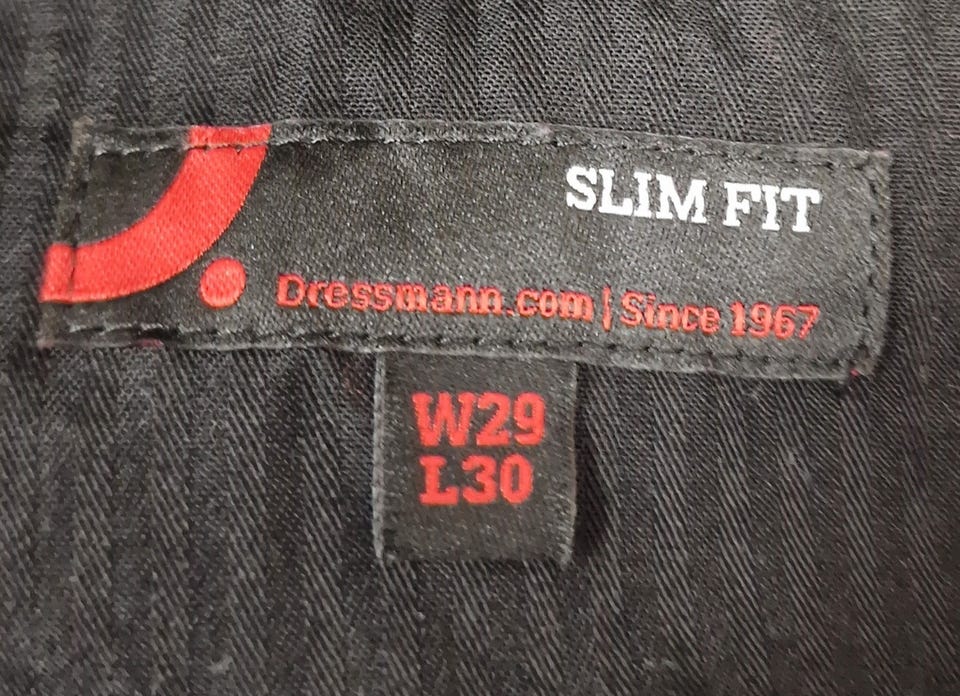 SLIM FIT
Dressmann.com | Since 1967
W29
L30